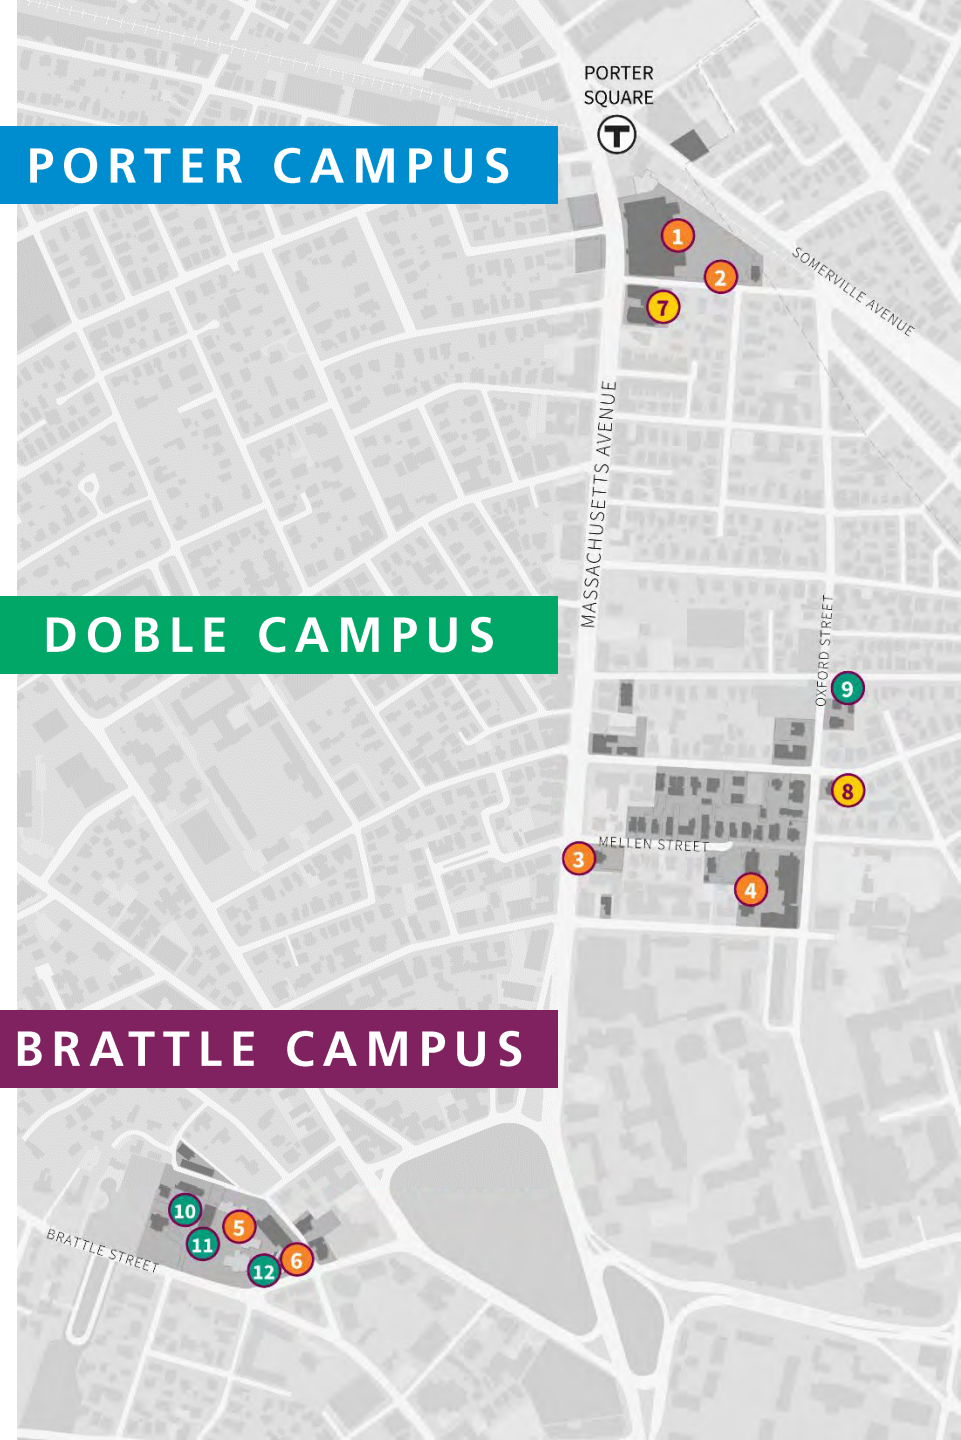 PORTER
SQUARE
T
PORTER CAMPUS
1
2
SOMERVILLE AVENUE
7
MASSACHUSETTS AVENUE
DOBLE CAMPUS
OXFORD STREET
9
8
MELLEN STREET
3
4
BRATTLE CAMPUS
10
5
11
BRATTLE STREET
12
6